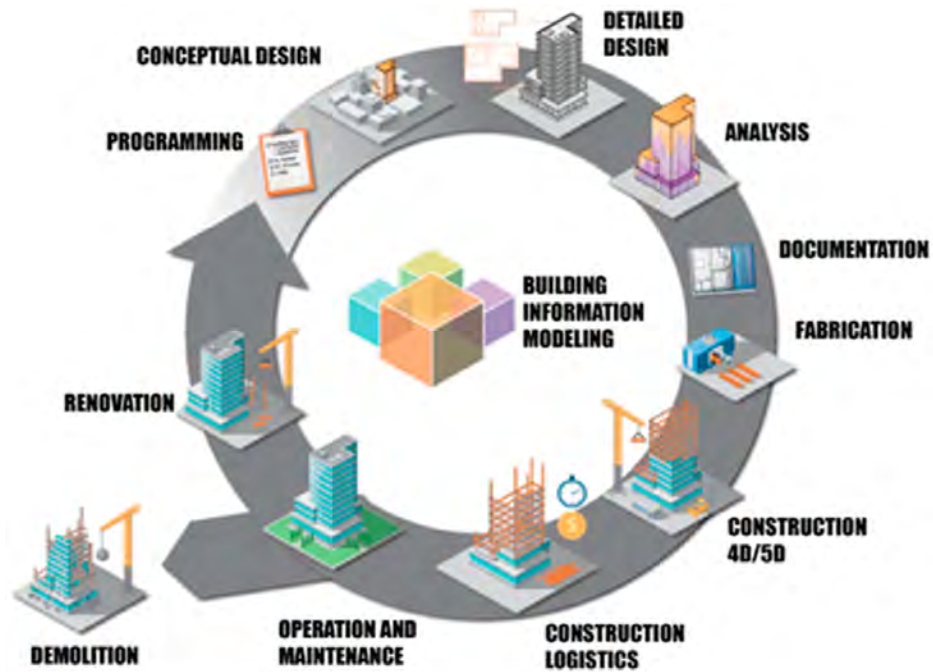 DETAILED
DESIGN
CONCEPTUAL DESIGN
PROGRAMMING
ANALYSIS
DOCUMENTATION
BUILDING
INFORMATION
MODELING
FABRICATION
RENOVATION
CONSTRUCTION
4D/5D
OPERATION AND
MAINTENANCE
CONSTRUCTION
LOGISTICS
DEMOLITION
$